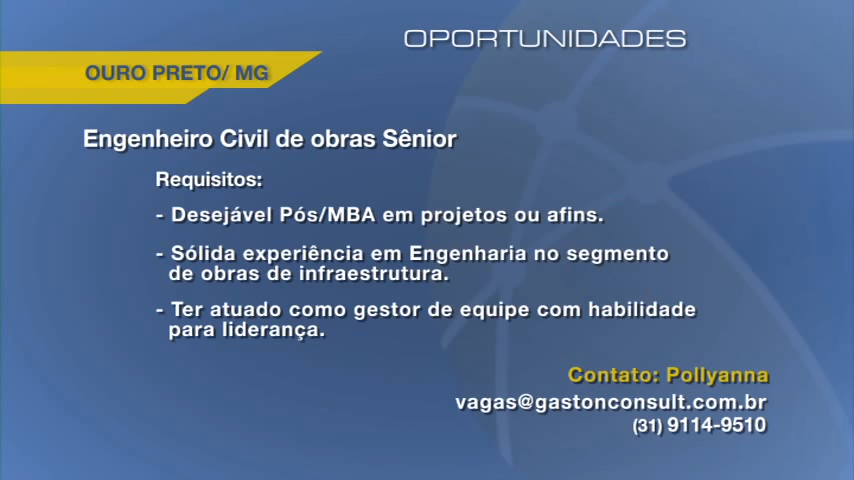 OPORTUNIDADES
OURO PRETO/ MG
Engenheiro Civil de obras Sênior
Requisitos:
- Desejável Pós/MBA em projetos ou afins.
- Sólida experiência em Engenharia no segmento
de obras de infraestrutura.
- Ter atuado como gestor de equipe com habilidade
para liderança.
Contato: Pollyanna
vagas@gastonconsult.com.br
(31) 9114-9510